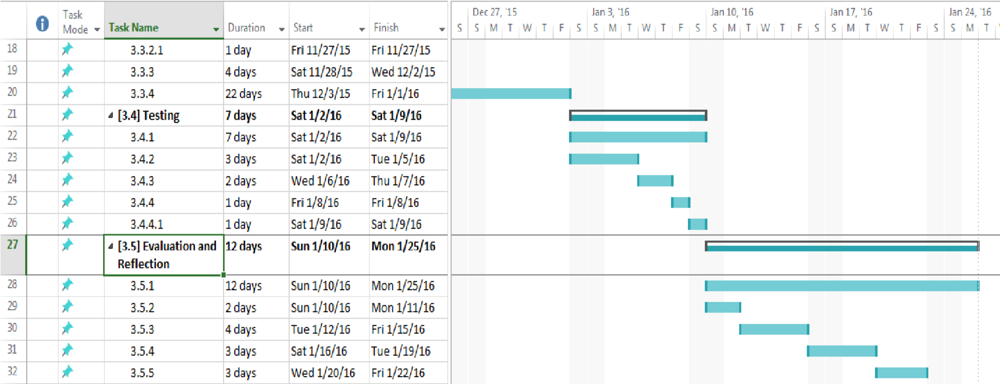 Dec 27, '15 Jan 3, '16 Jan 10, '16 Jan 17, '16 Jan 24, '16
Task Mode Task Name Duration Start Finish S S M T W T F S S M T W T F S S M T W T F S S M T W T F S S M T
18 3.3.2.1 1 day Fri 11/27/15 Fri 11/27/15
19 3.3.3 4 days Sat 11/28/15 Wed 12/2/15
20 3.3.4 22 days Thu 12/3/15 Fri 1/1/16
21 [3.4] Testing 7 days Sat 1/2/16 Sat 1/9/16
22 3.4.1 7 days Sat 1/2/16 Sat 1/9/16
23 3.4.2 3 days Sat 1/2/16 Tue 1/5/16
24 3.4.3 2 days Wed 1/6/16 Thu 1/7/16
25 3.4.4 1 day Fri 1/8/16 Fri 1/8/16
26 3.4.4.1 1 day Sat 1/9/16 Sat 1/9/16
27 [3.5] Evaluation and 12 days Sun 1/10/16 Mon 1/25/16
Reflection
28 3.5.1 12 days Sun 1/10/16 Mon 1/25/16
29 3.5.2 2 days Sun 1/10/16 Mon 1/11/16
30 3.5.3 4 days Tue 1/12/16 Fri 1/15/16
31 3.5.4 3 days Sat 1/16/16 Tue 1/19/16
32 3.5.5 3 days Wed 1/20/16 Fri 1/22/16